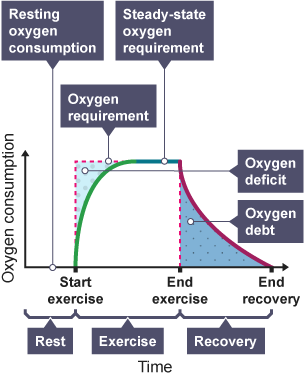 Resting
oxygen
consumption
Steady-state
oxygen
requirement
Oxygen
requirement
Oxygen consumption
Oxygen
deficit
Oxygen
debt
Start
exercise
End
exercise
End
recovery
Rest
Exercise
Recovery
Time